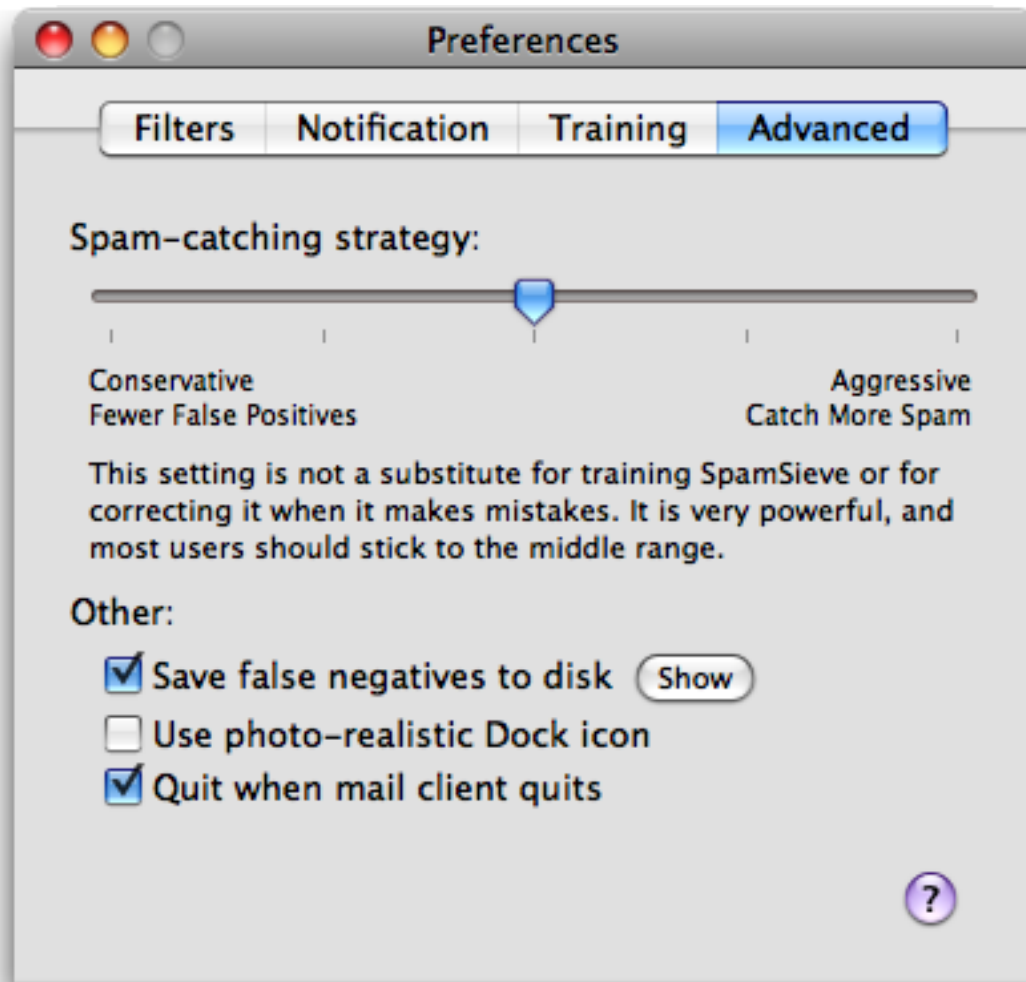 Preferences
Filters Notification Training Advanced
Spam-catching strategy:
Conservative Aggressive
Fewer False Positives Catch More Spam
This setting is not a substitute for training SpamSieve or for
correcting it when it makes mistakes. It is very powerful, and
most users should stick to the middle range.
Other:
Save false negatives to disk Show
Use photo-realistic Dock icon
Quit when mail client quits
?